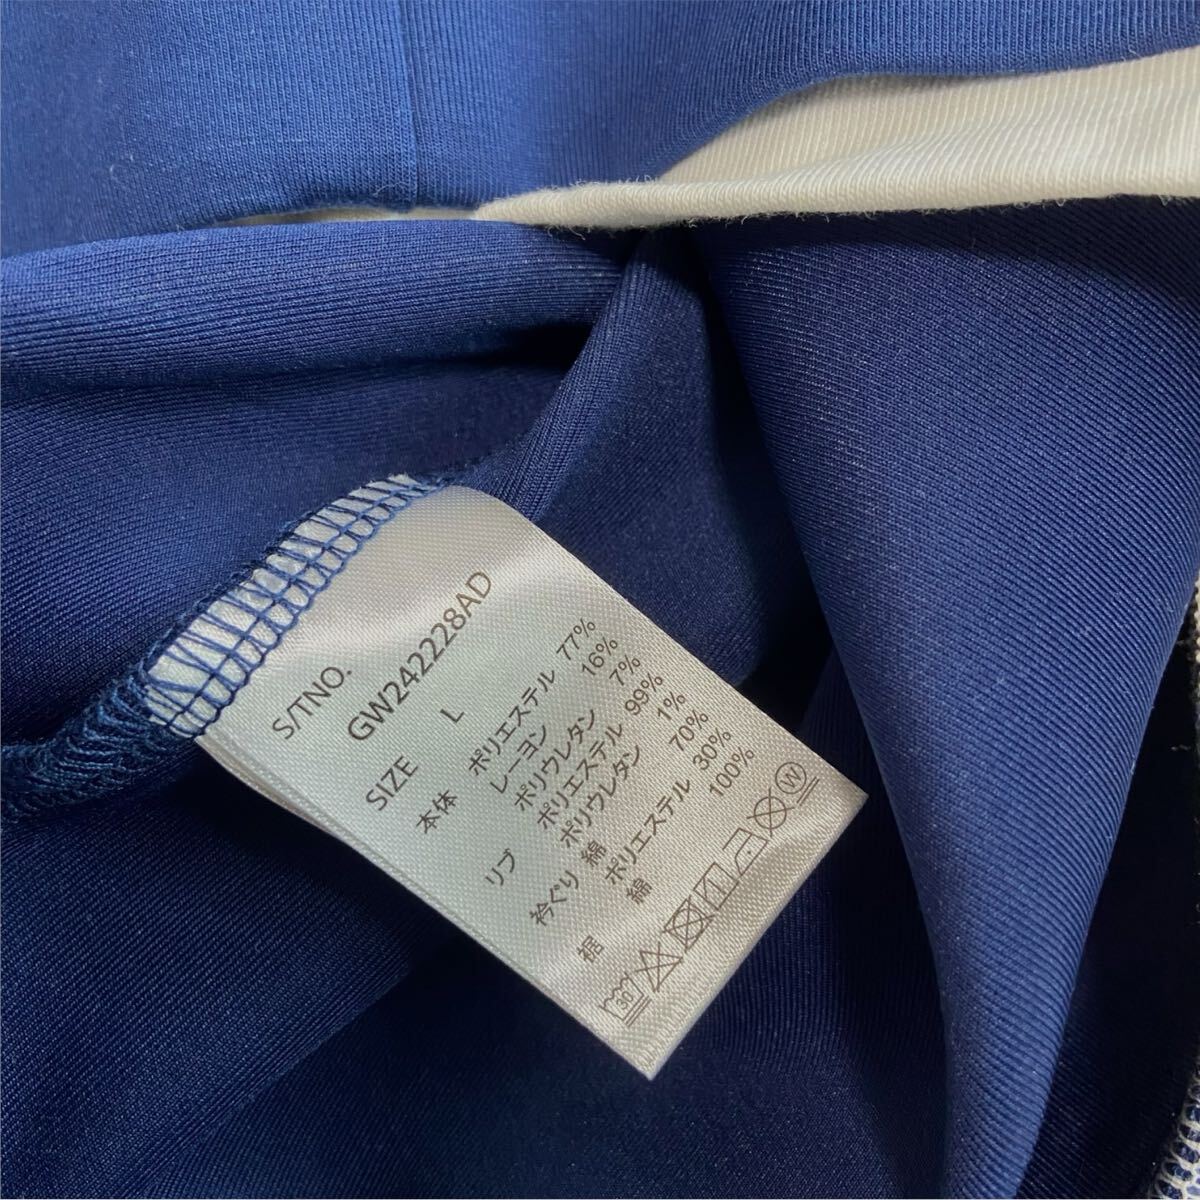 S/TNO.
GW242228AD
SIZE L
本体 ポリエステル 77%
レーヨン 16%
ポリウレタン 7%
リブ ポリエステル 99%
ポリウレタン 1%
衿ぐり 綿 70%
ポリエステル 30%
裾 綿 100%
30 W